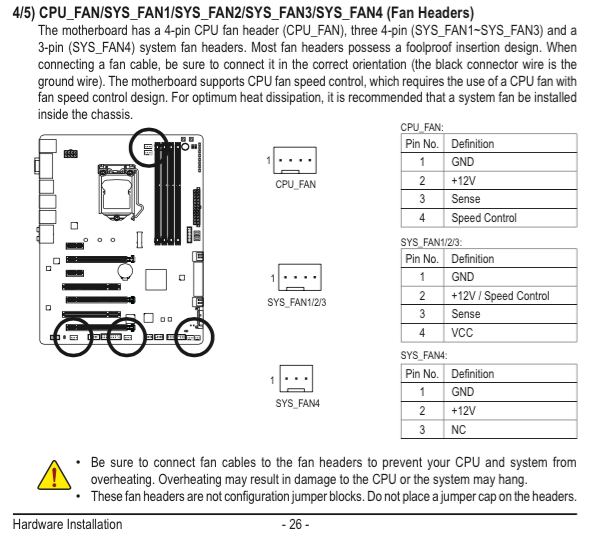 4/5) CPU_FAN/SYS_FAN1/SYS_FAN2/SYS_FAN3/SYS_FAN4 (Fan Headers)
The motherboard has a 4-pin CPU fan header (CPU_FAN), three 4-pin (SYS_FAN1~SYS_FAN3) and a
3-pin (SYS_FAN4) system fan headers. Most fan headers possess a foolproof insertion design. When
connecting a fan cable, be sure to connect it in the correct orientation (the black connector wire is the
ground wire). The motherboard supports CPU fan speed control, which requires the use of a CPU fan with
fan speed control design. For optimum heat dissipation, it is recommended that a system fan be installed
inside the chassis.
CPU_FAN:
Pin No. Definition
1 GND
2 +12V
3 Sense
4 Speed Control
1
CPU_FAN
SYS_FAN1/2/3:
Pin No. Definition
1 GND
2 +12V / Speed Control
3 Sense
4 VCC
1
SYS_FAN1/2/3
SYS_FAN4:
Pin No. Definition
1 GND
2 +12V
3 NC
1
SYS_FAN4
• Be sure to connect fan cables to the fan headers to prevent your CPU and system from
overheating. Overheating may result in damage to the CPU or the system may hang.
• These fan headers are not configuration jumper blocks. Do not place a jumper cap on the headers.
Hardware Installation - 26 -